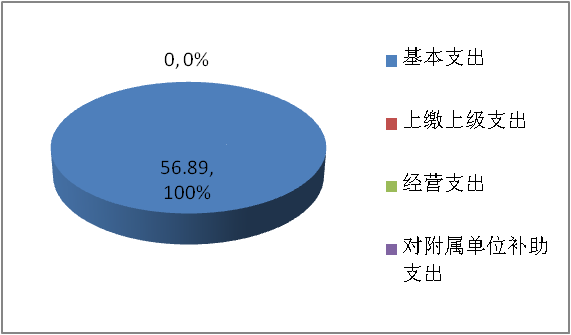 0, 0%
56.89,
100%
基本支出
上缴上级支出
经营支出
对附属单位补助
支出